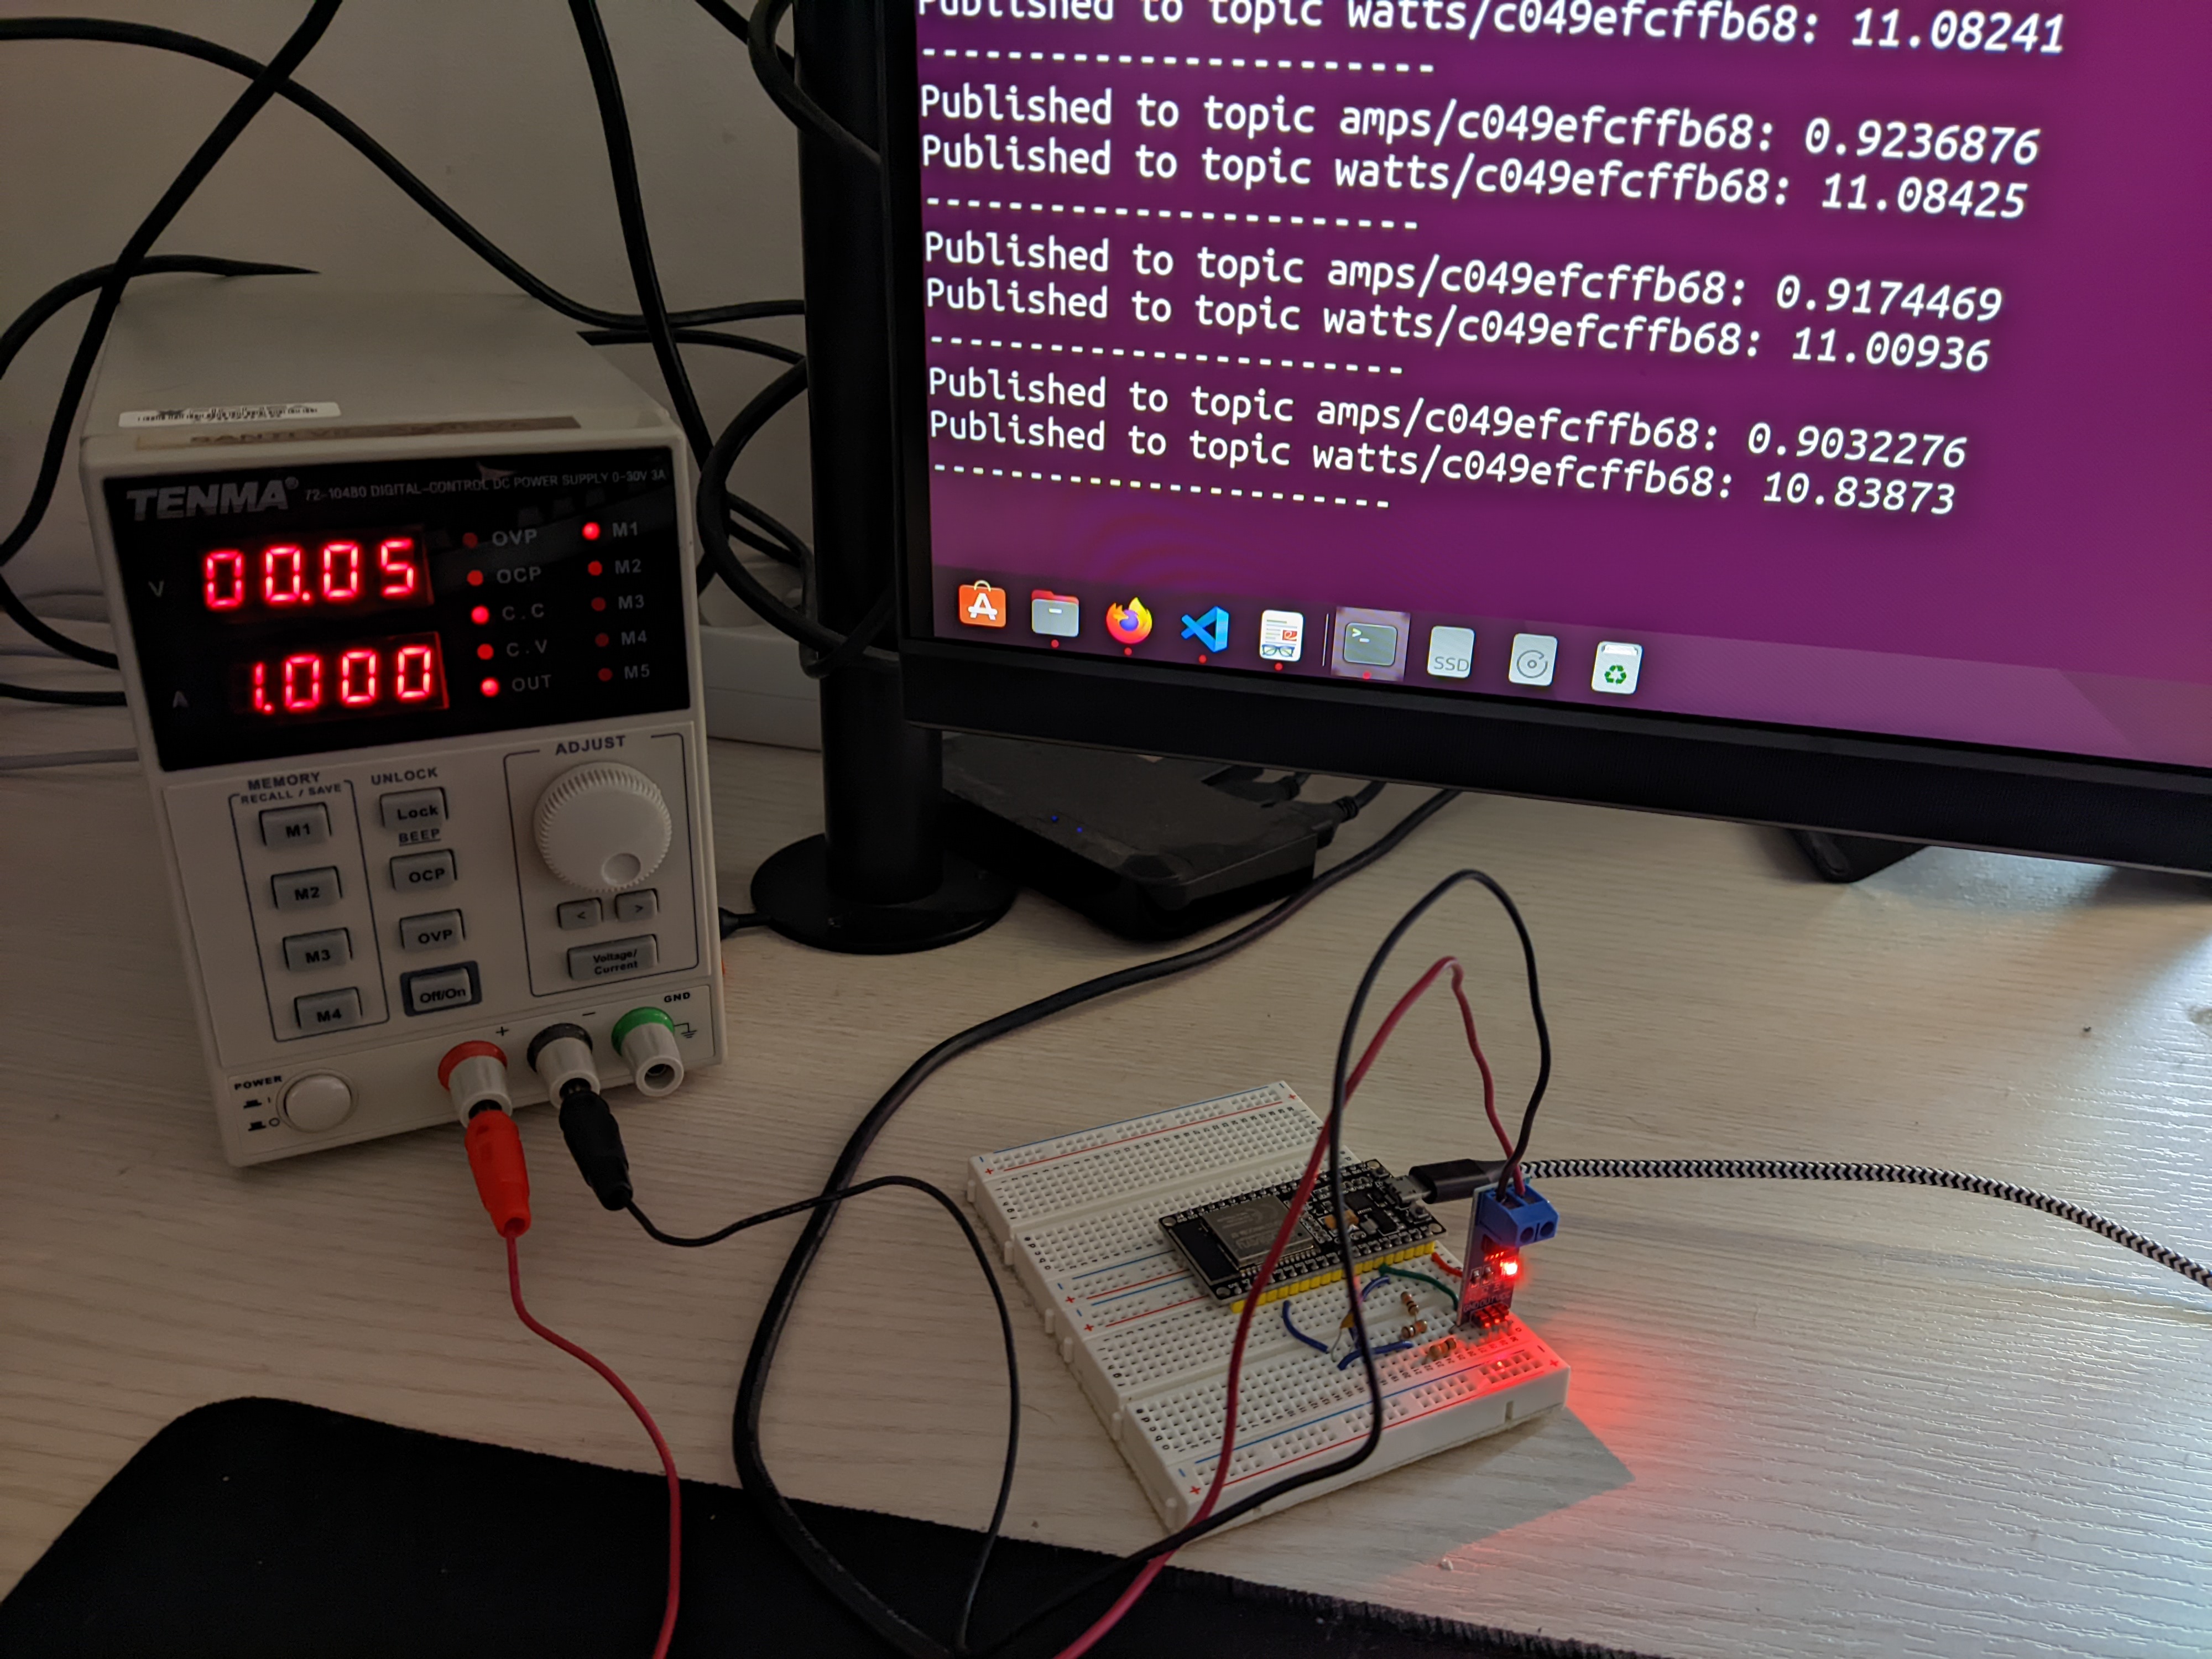 Published to topic watts/c049efcffb68: 11.08241
-----------------------
Published to topic amps/c049efcffb68: 0.9236876
Published to topic watts/c049efcffb68: 11.08425
-----------------------
Published to topic amps/c049efcffb68: 0.9174469
Published to topic watts/c049efcffb68: 11.00936
-----------------------
Published to topic amps/c049efcffb68: 0.9032276
Published to topic watts/c049efcffb68: 10.83873
-----------------------
SSD
TENMA® 72-10480 DIGITAL-CONTROL DC POWER SUPPLY 0-30V 3A
V 00.05
A 1.000
OVP M1
OCP M2
C.C M3
C.V M4
OUT M5
MEMORY
RECALL / SAVE
M1
M2
M3
M4
UNLOCK
Lock
BEEP
OCP
OVP
Off/On
ADJUST
< >
Voltage/
Current
GND
+ −
POWER